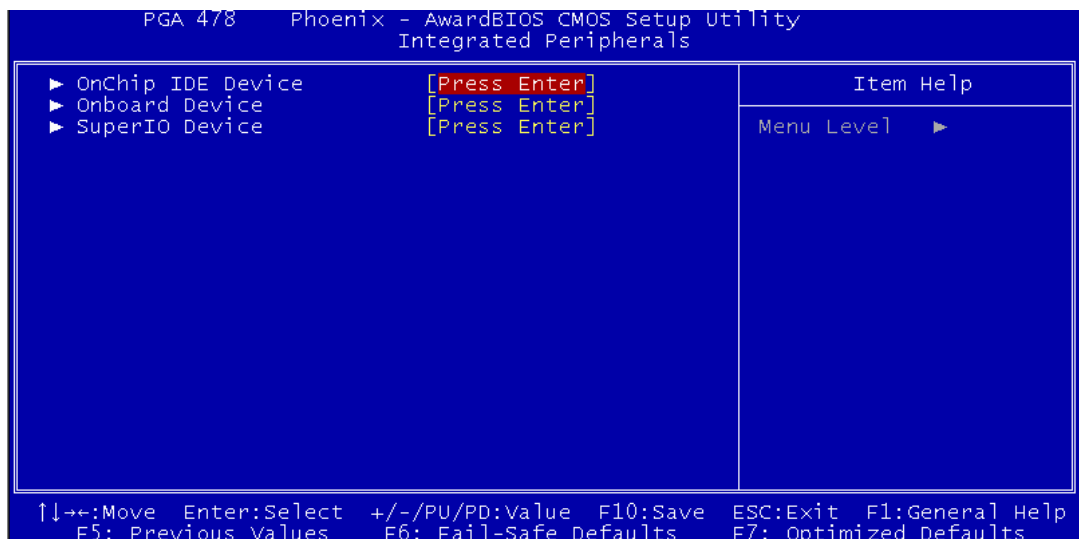 PGA 478 Phoenix - AwardBIOS CMOS Setup Utility
Integrated Peripherals
► OnChip IDE Device [Press Enter]
► Onboard Device [Press Enter]
► SuperIO Device [Press Enter]
Item Help
Menu Level ►
↑↓→←:Move Enter:Select +/-/PU/PD:Value F10:Save ESC:Exit F1:General Help
F5: Previous Values F6: Fail-Safe Defaults F7: Optimized Defaults